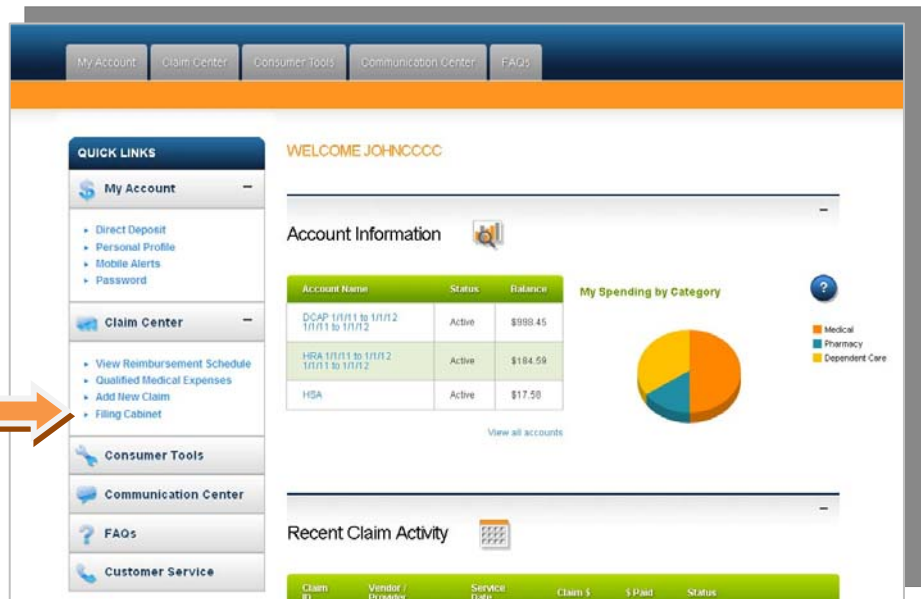 My Account Claim Center Consumer Tools Communication Center FAQs
QUICK LINKS
My Account
Direct Deposit
Personal Profile
Mobile Alerts
Password
Claim Center
View Reimbursement Schedule
Qualified Medical Expenses
Add New Claim
Filing Cabinet
Consumer Tools
Communication Center
FAQs
Customer Service
WELCOME JOHNCCCC
Account Information
Account Name Status Balance
DCAP 1/1/11 to 1/1/12
1/1/11 to 1/1/12 Active $998.45
HRA 1/1/11 to 1/1/12
1/1/11 to 1/1/12 Active $184.59
HSA Active $17.58
View all accounts
My Spending by Category
?
Medical
Pharmacy
Dependent Care
Recent Claim Activity
Claim ID Vendor / Provider Service Date Claim $ $ Paid Status